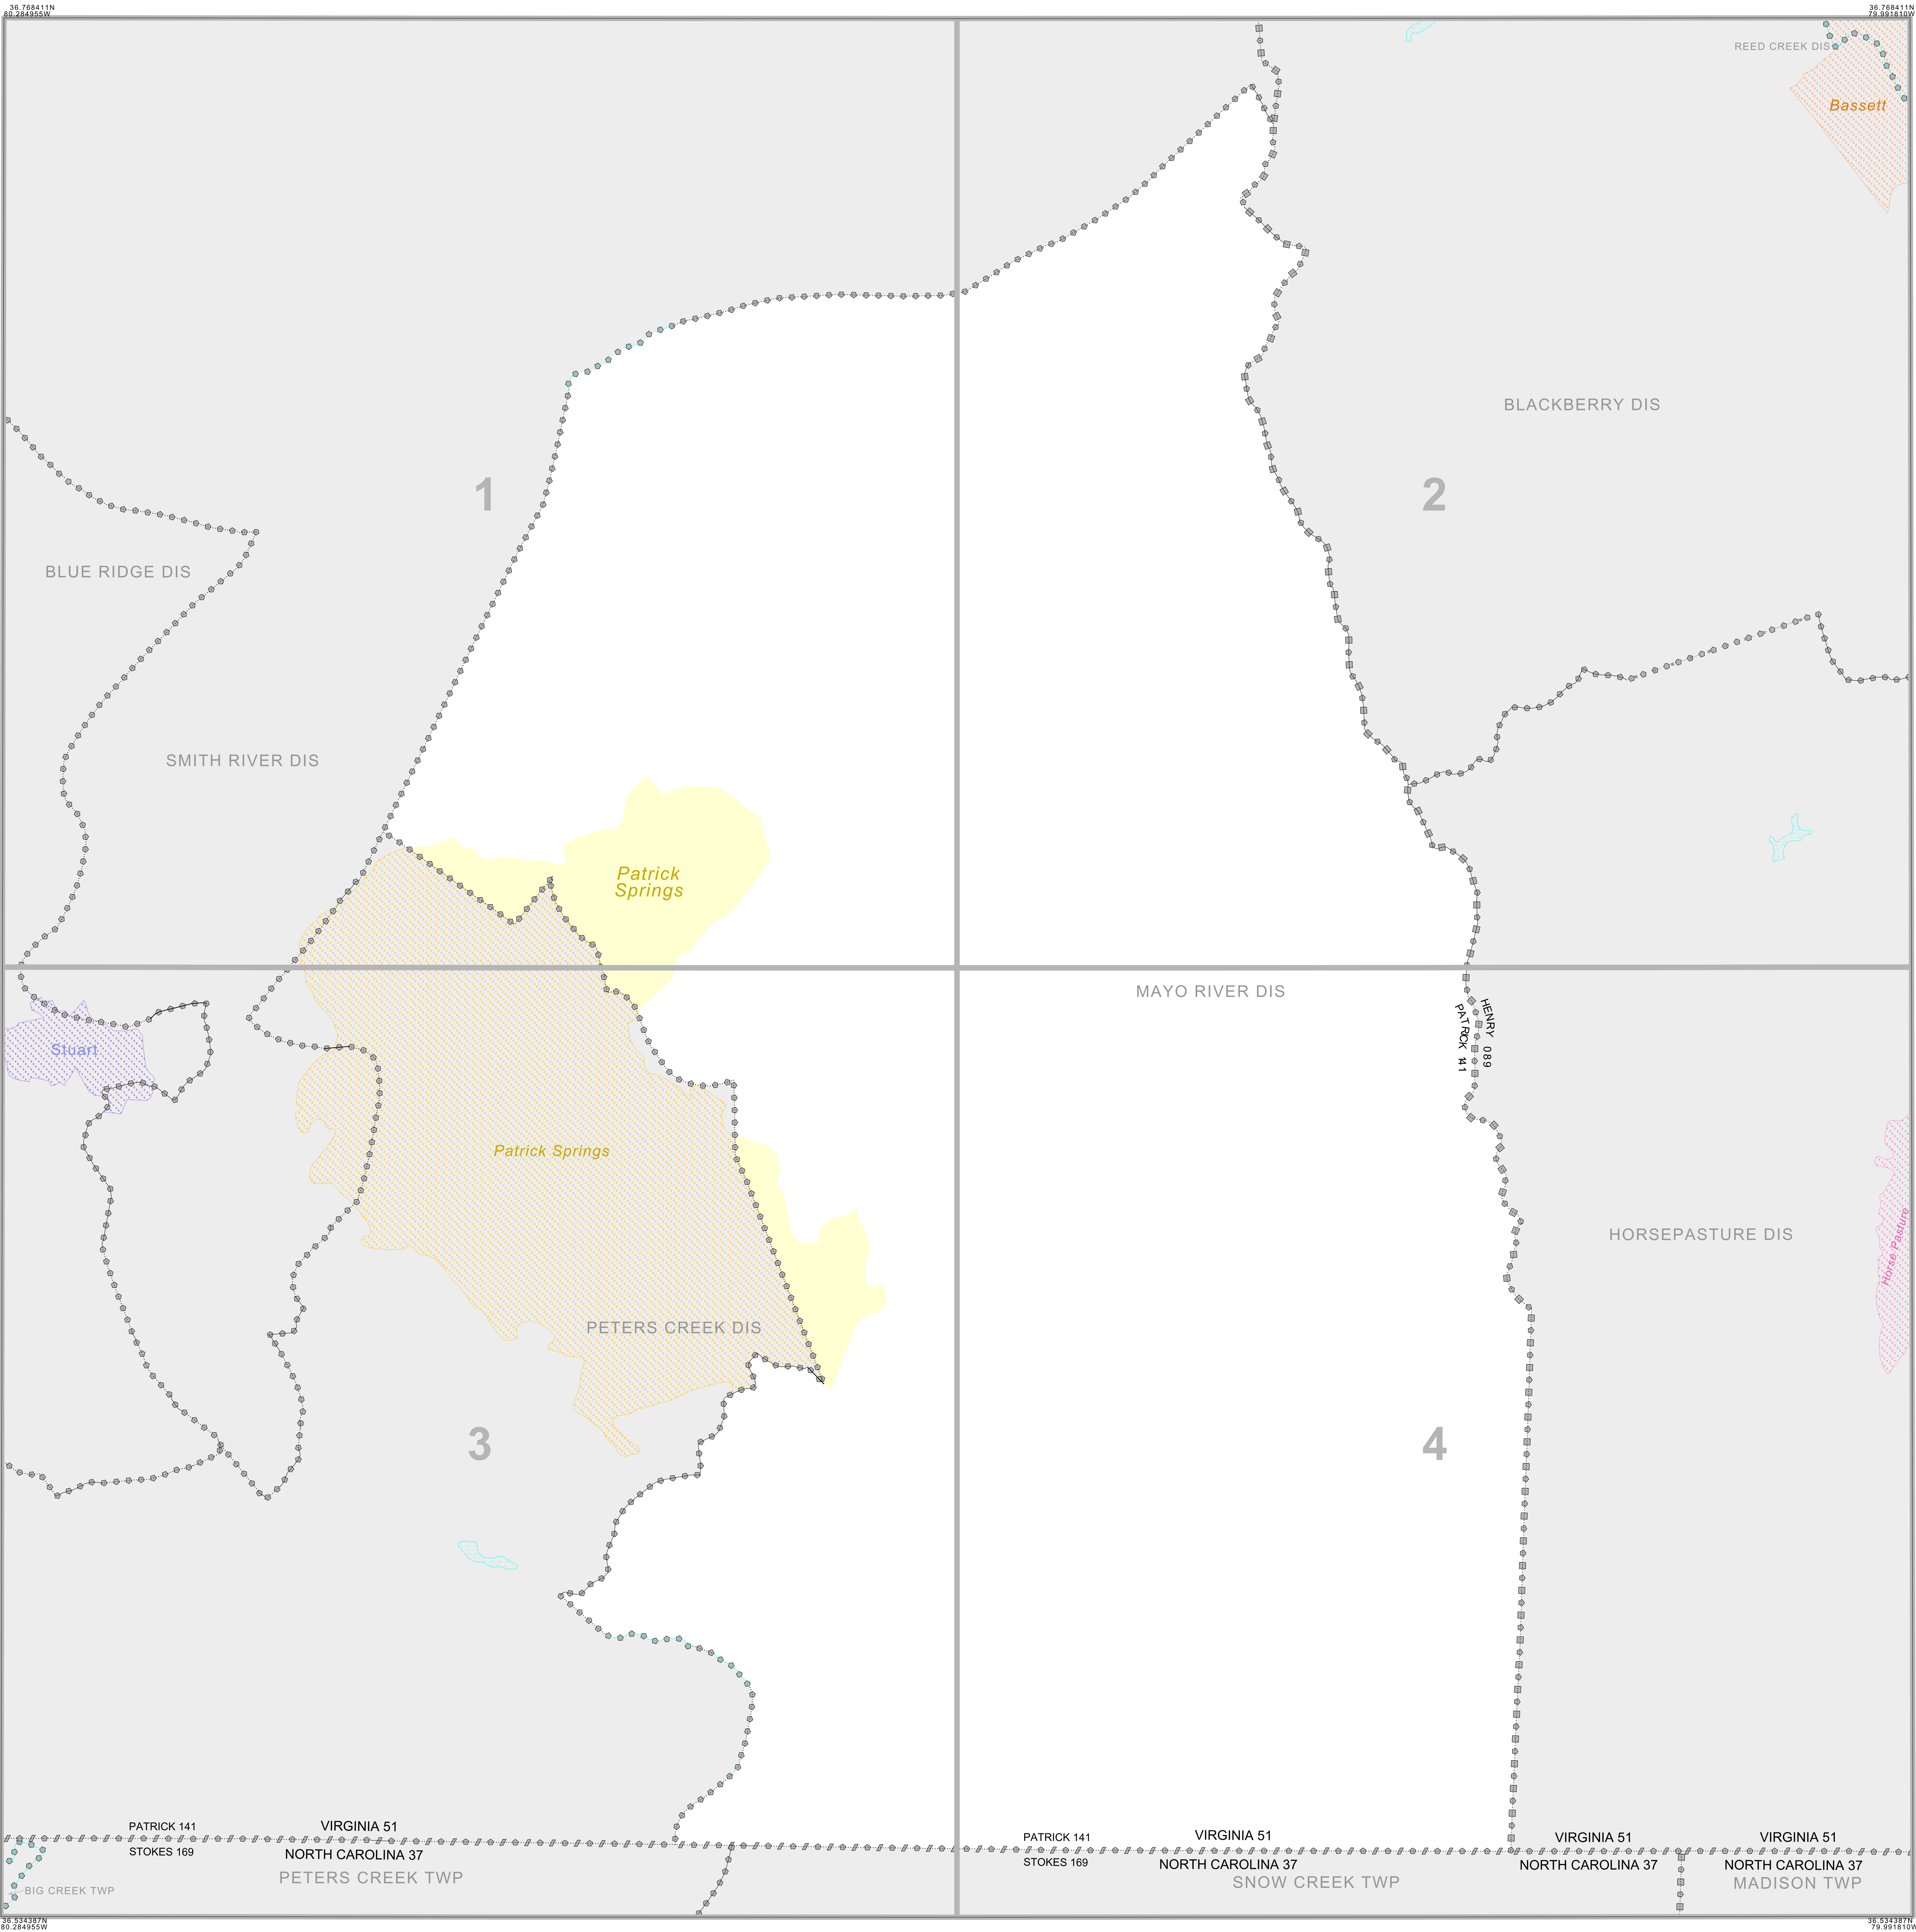 36.768411N
80.284955W
36.768411N
79.991810W
REED CREEK DIS
Bassett
BLACKBERRY DIS
1
2
BLUE RIDGE DIS
SMITH RIVER DIS
Patrick
Springs
MAYO RIVER DIS
HENRY 089
PATRICK 141
Stuart
Patrick Springs
HORSEPASTURE DIS
Horse Pasture
PETERS CREEK DIS
3
4
PATRICK 141
VIRGINIA 51
STOKES 169
NORTH CAROLINA 37
PETERS CREEK TWP
BIG CREEK TWP
PATRICK 141
VIRGINIA 51
STOKES 169
NORTH CAROLINA 37
SNOW CREEK TWP
VIRGINIA 51
NORTH CAROLINA 37
VIRGINIA 51
NORTH CAROLINA 37
MADISON TWP
36.534387N
80.284955W
36.534387N
79.991810W